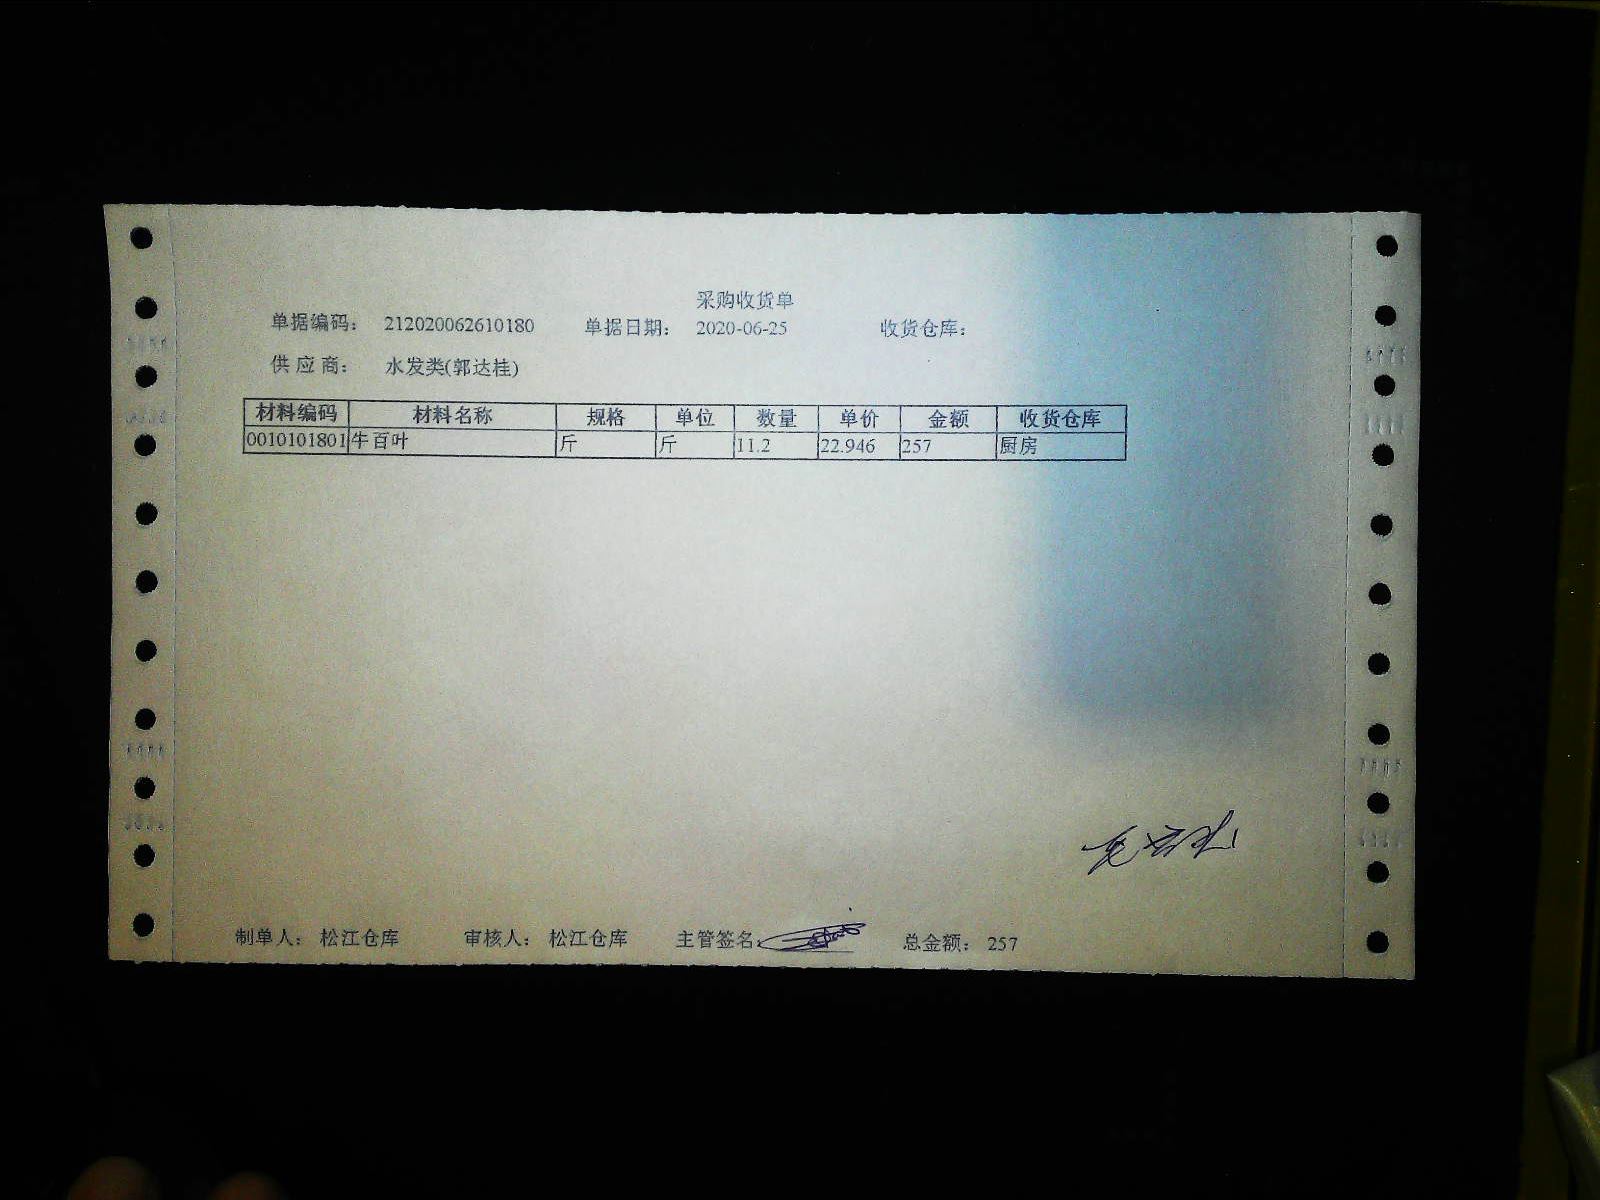 采购收货单
单据编码： 212020062610180 单据日期： 2020-06-25 收货仓库：
供 应 商： 水发类(郭达桂)
材料编码 材料名称 规格 单位 数量 单价 金额 收货仓库
0010101801 牛百叶 斤 斤 11.2 22.946 257 厨房
制单人： 松江仓库 审核人： 松江仓库 主管签名： 总金额： 257